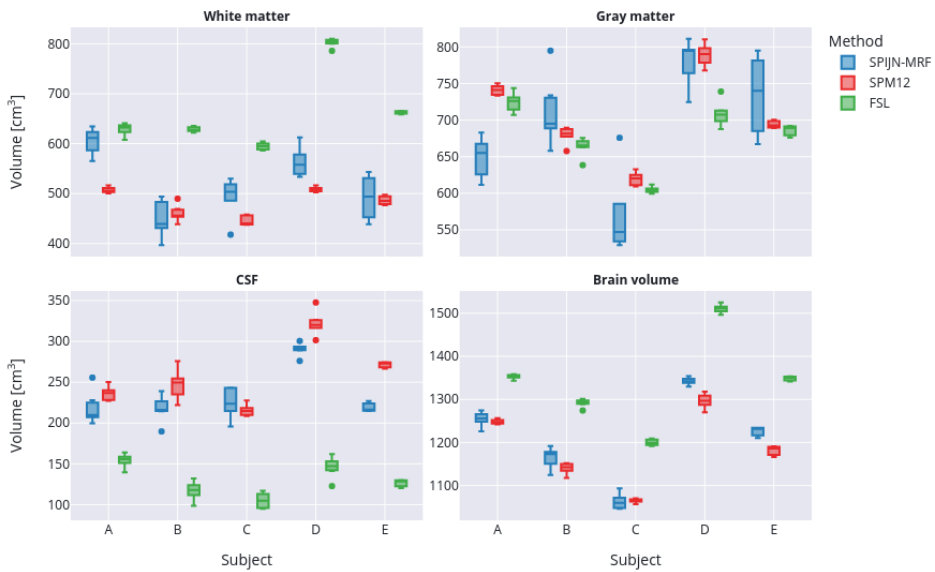 White matter
Gray matter
Method
SPIJN-MRF
SPM12
FSL
Volume [cm³]
800
700
600
500
400
800
750
700
650
600
550
CSF
Brain volume
Volume [cm³]
350
300
250
200
150
100
1500
1400
1300
1200
1100
A B C D E
A B C D E
Subject
Subject